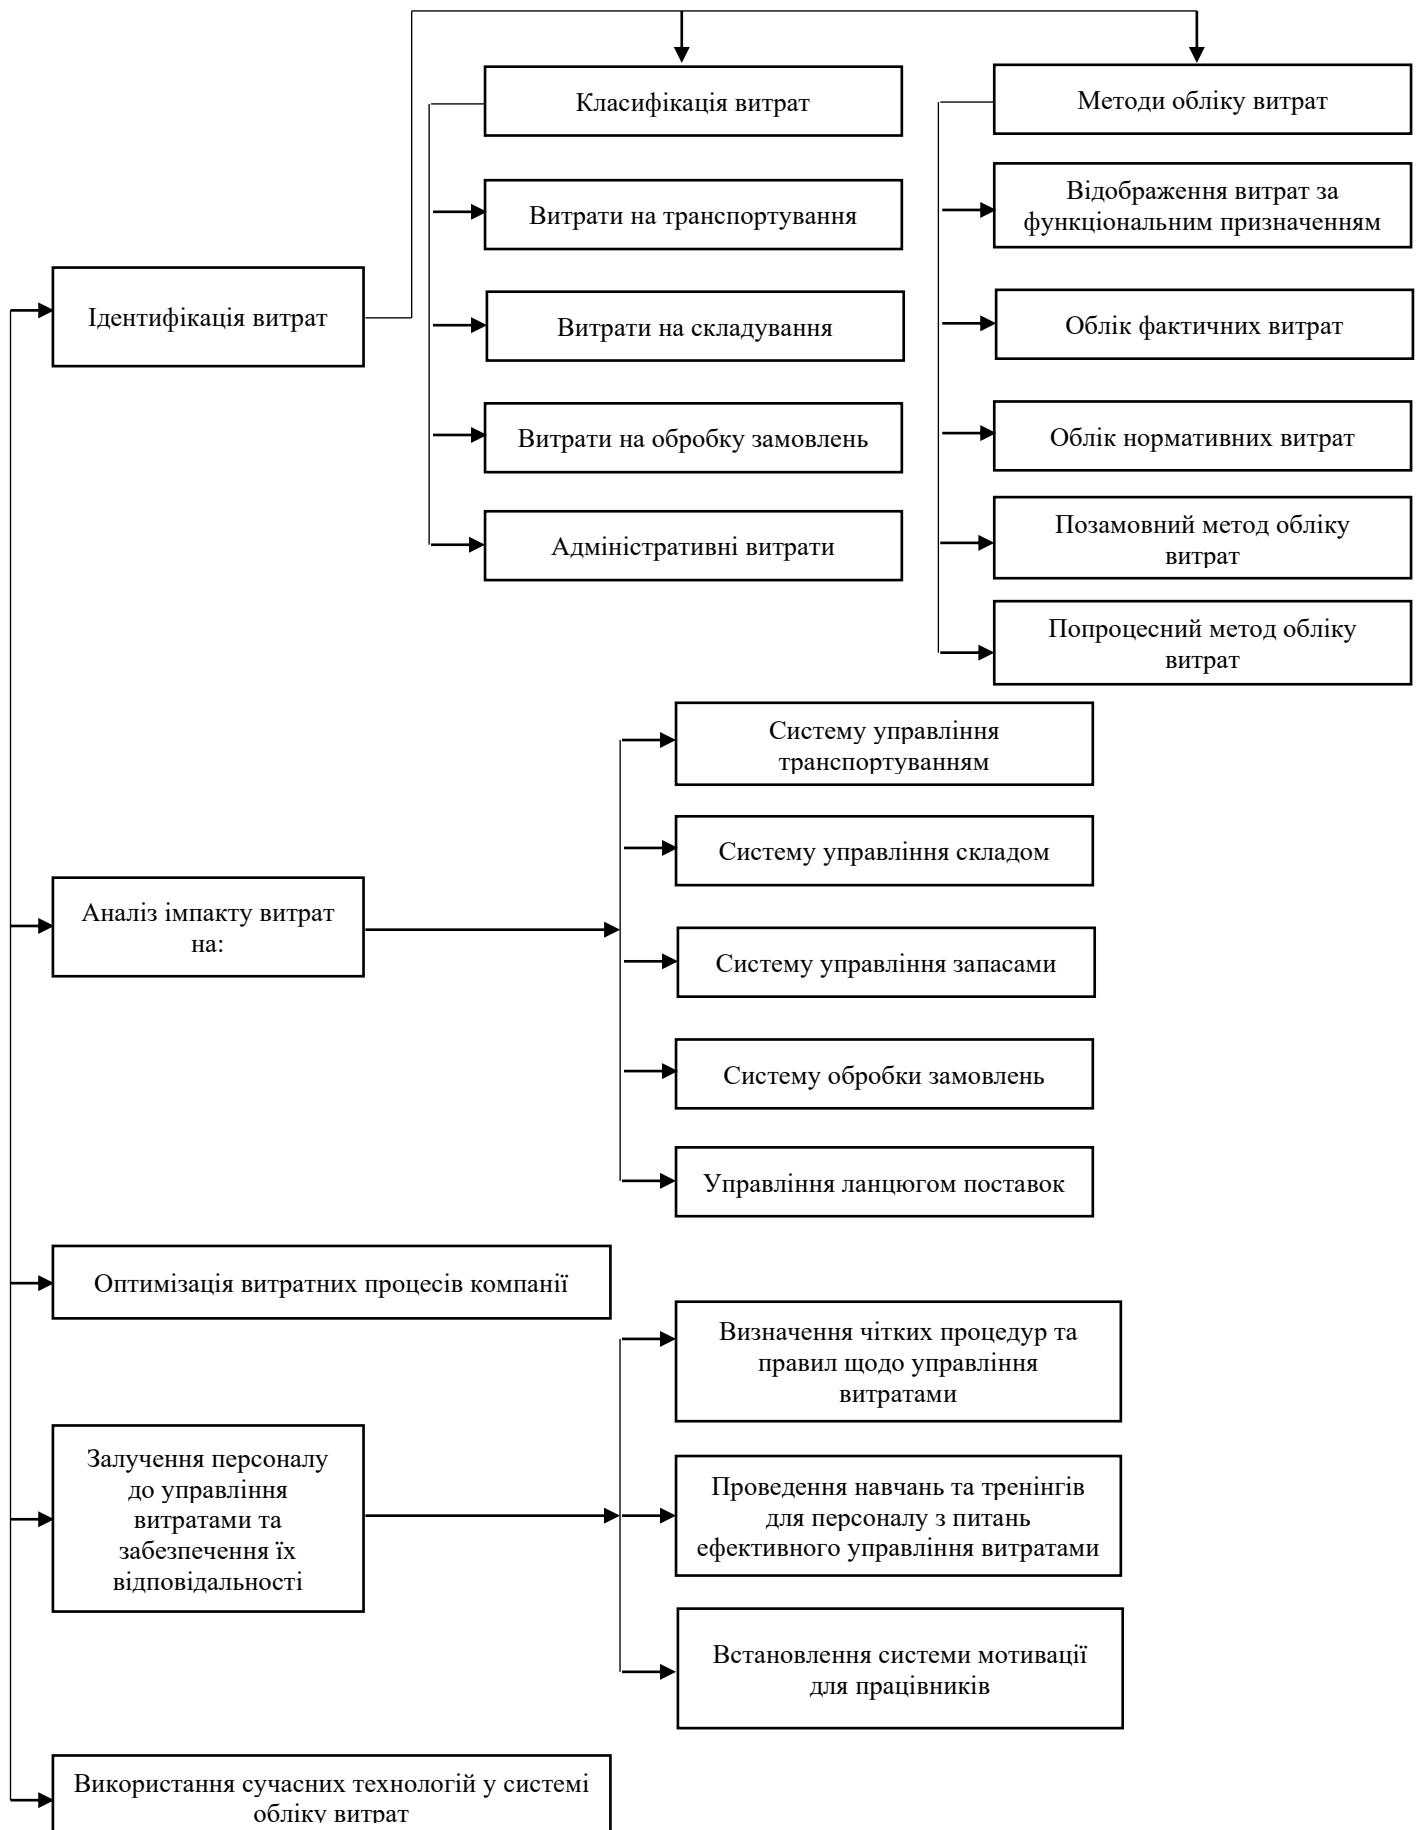 Класифікація витрат
Методи обліку витрат
Витрати на транспортування
Відображення витрат за
функціональним призначенням
Ідентифікація витрат
Витрати на складування
Облік фактичних витрат
Витрати на обробку замовлень
Облік нормативних витрат
Адміністративні витрати
Позамовний метод обліку
витрат
Попроцесний метод обліку
витрат
Систему управління
транспортуванням
Систему управління складом
Аналіз імпакту витрат
на:
Систему управління запасами
Систему обробки замовлень
Управління ланцюгом поставок
Оптимізація витратних процесів компанії
Визначення чітких процедур та
правил щодо управління
витратами
Залучення персоналу
до управління
витратами та
забезпечення їх
відповідальності
Проведення навчань та тренінгів
для персоналу з питань
ефективного управління витратами
Встановлення системи мотивації
для працівників
Використання сучасних технологій у системі
обліку витрат